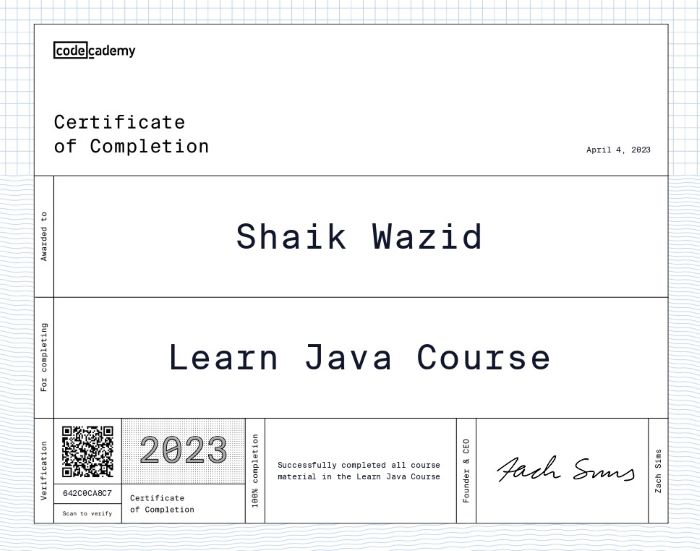 codecademy
Certificate
of Completion
April 4, 2023
Awarded to
Shaik Wazid
For completing
Learn Java Course
Verification
642C0CA8C7
Scan to verify
2023
Certificate
of Completion
100% completion
Successfully completed all course
material in the Learn Java Course
Founder & CEO
Zach Sims
Zach Sims